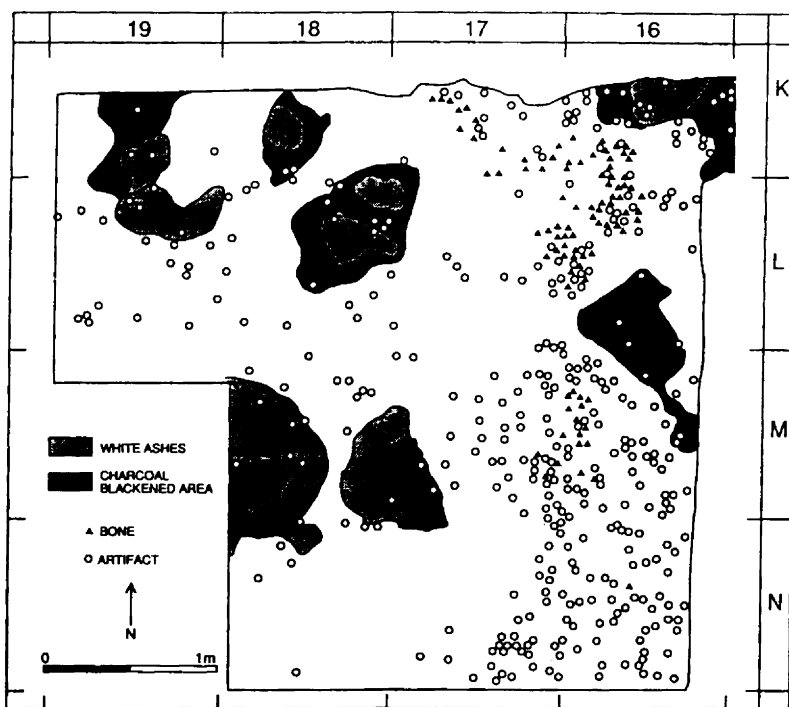 19 18 17 16
K
L
M
N
WHITE ASHES
CHARCOAL
BLACKENED AREA
BONE
ARTIFACT
N
0 1m